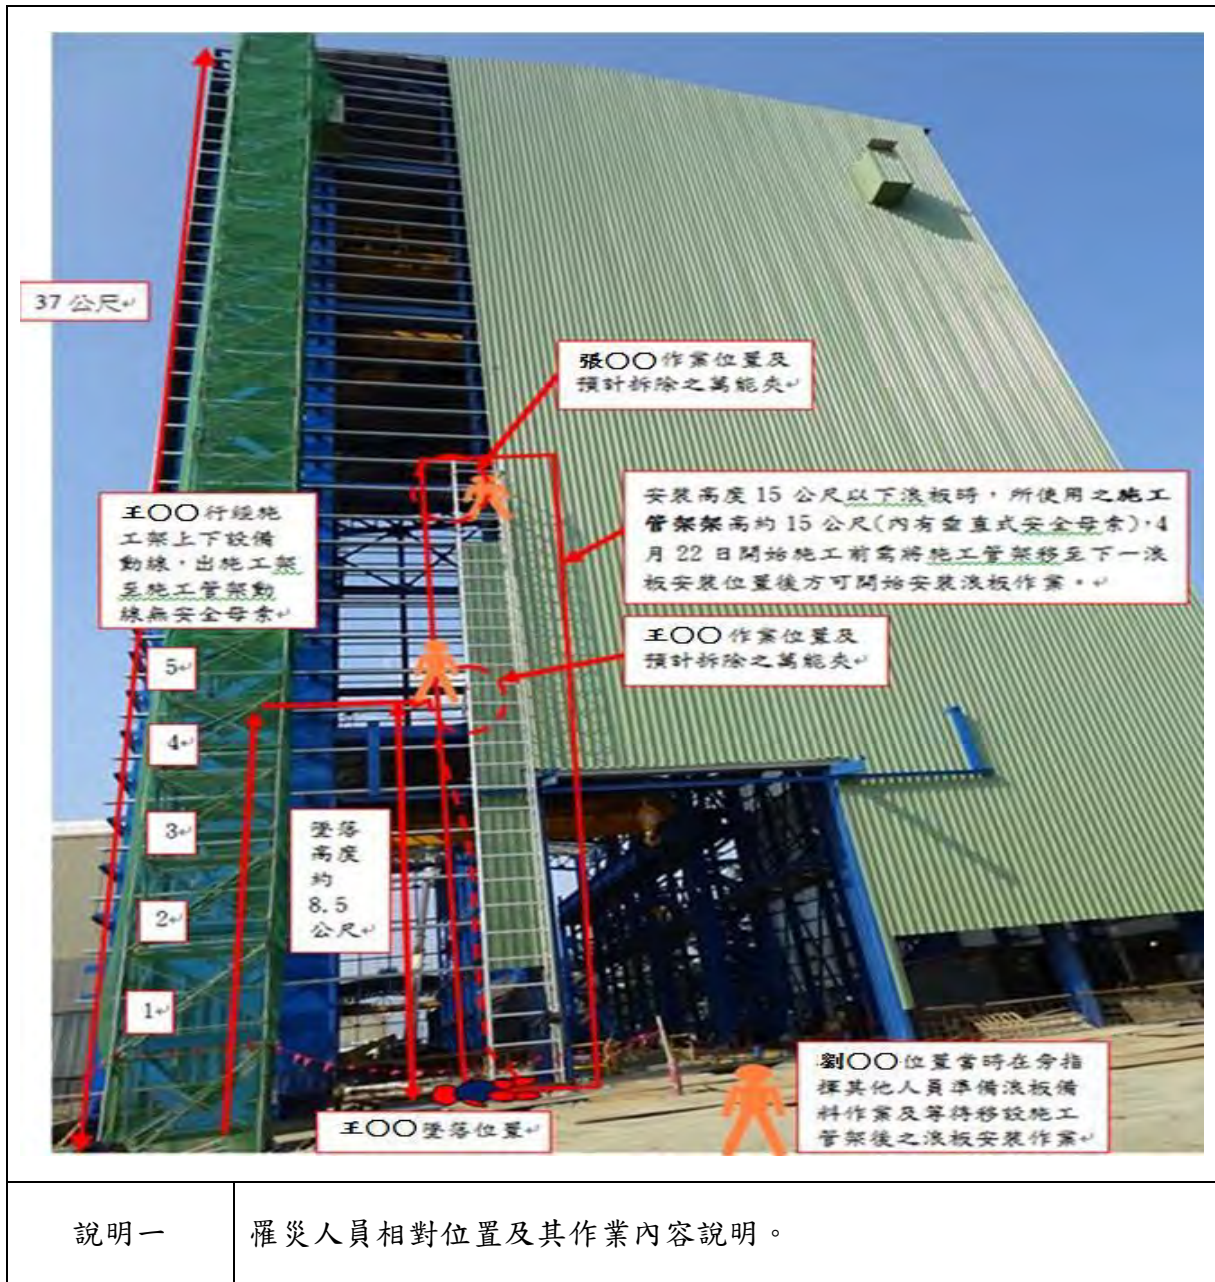 37 公尺↵
張〇〇作業位置及
預計拆除之萬能夾↵
安裝高度 15 公尺以下浪板時，所使用之施工
管架架高約 15 公尺(內有垂直式安全母索)，4
月 22 日開始施工前需將施工管架移至下一浪
板安裝位置後方可開始安裝浪板作業。↵
王〇〇行經施
工架上下設備
動線，出施工架
至施工管架動
線無安全母索↵
王〇〇作業位置及
預計拆除之萬能夾↵
5↵
4↵
3↵
2↵
1↵
墜落
高度
約
8.5
公尺↵
王〇〇墜落位置↵
劉〇〇位置當時在旁指
揮其他人員準備浪板備
料作業及等待移設施工
管架後之浪板安裝作業↵
說明一
罹災人員相對位置及其作業內容說明。